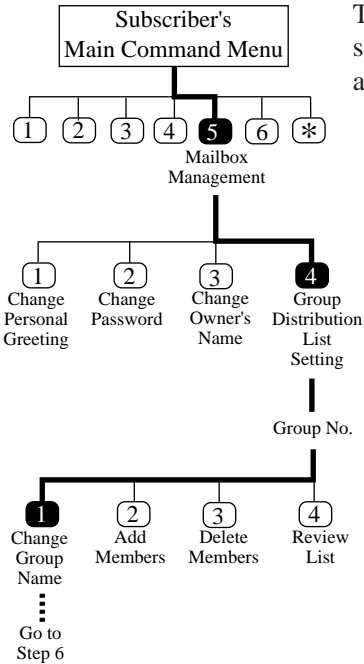 Subscriber's
Main Command Menu
T
s
a
1 2 3 4 5 6 *
Mailbox
Management
1 2 3 4
Change
Personal
Greeting
Change
Password
Change
Owner's
Name
Group
Distribution
List
Setting
Group No.
1 2 3 4
Change
Group
Name
Add
Members
Delete
Members
Review
List
Go to
Step 6